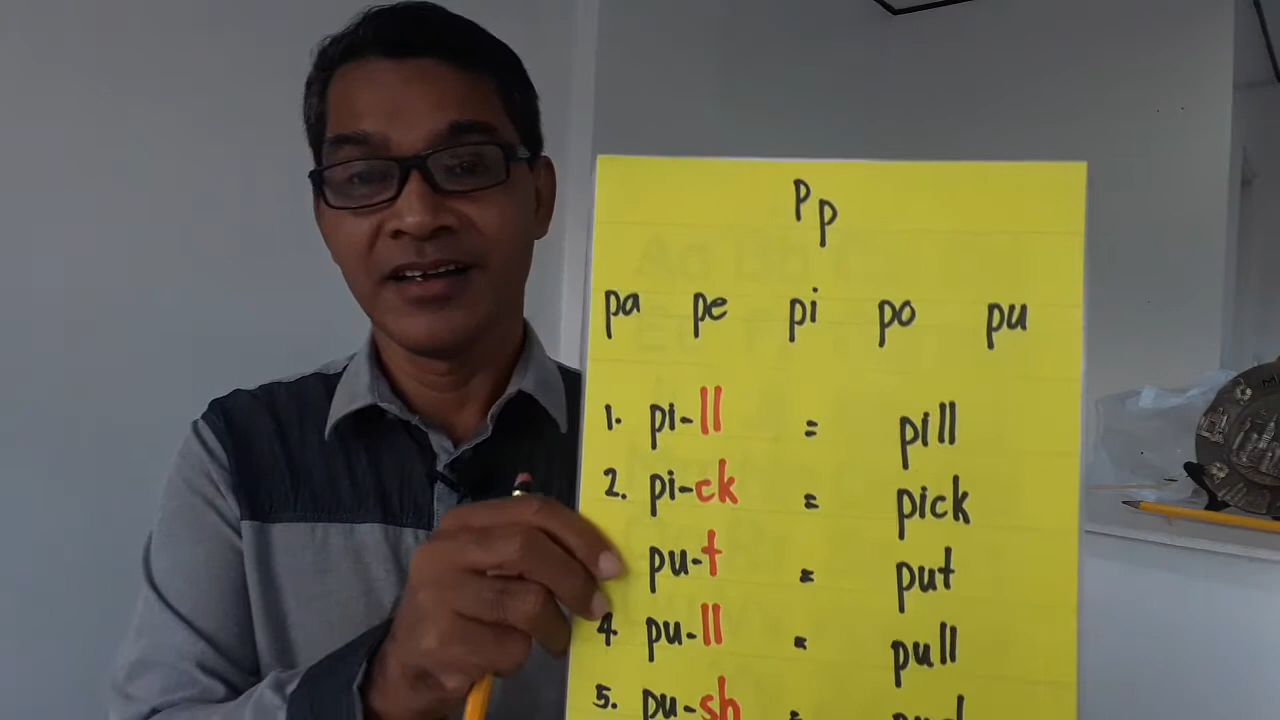 Pp
pa pe pi po pu
1. pi-ll = pill
2. pi-ck = pick
pu-t = put
4. pu-ll = pull
5. pu-sh =